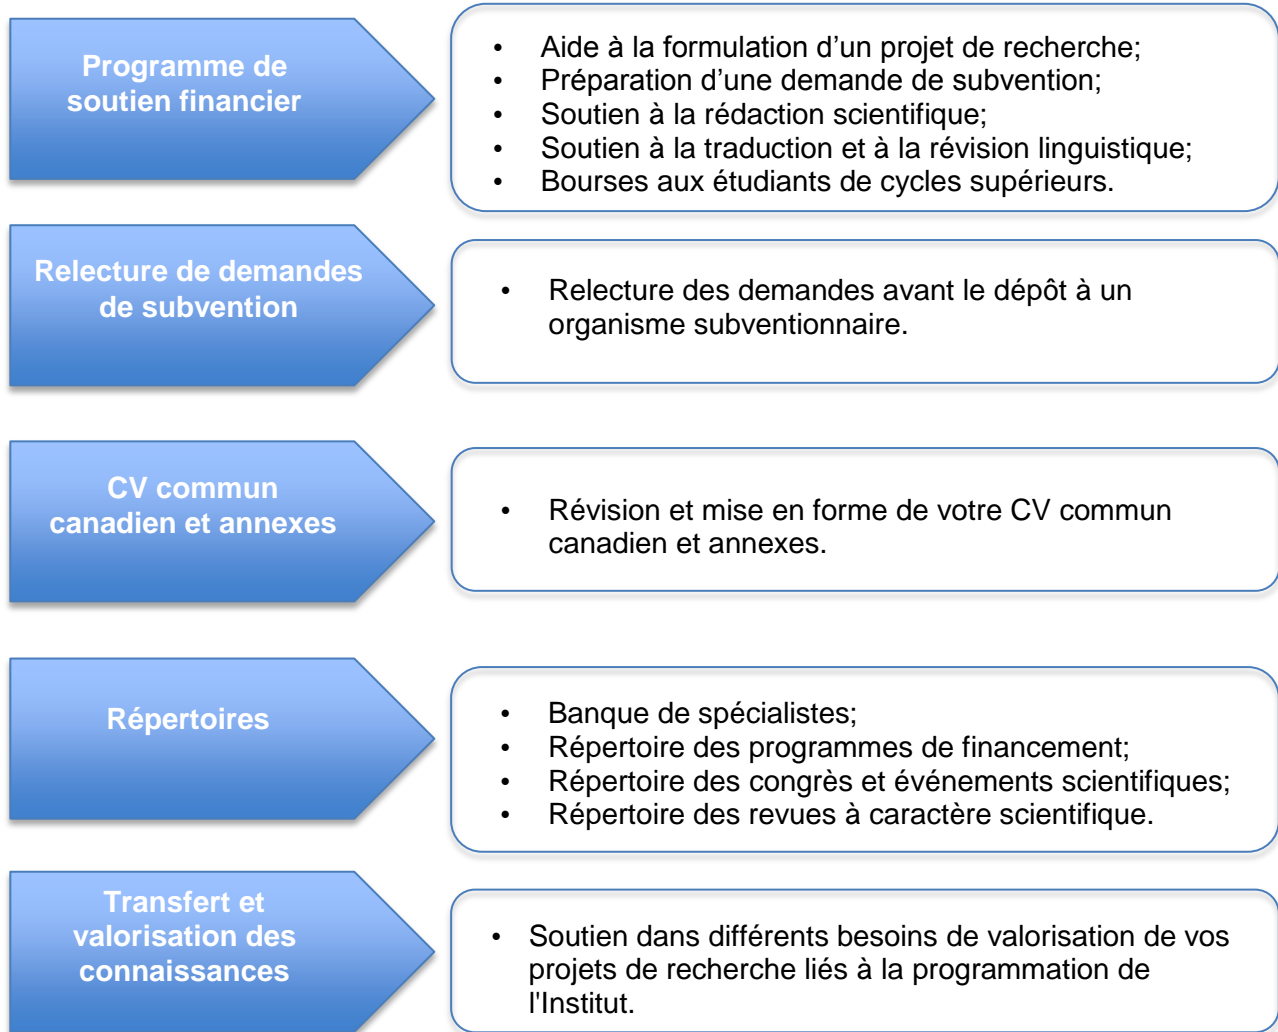 Programme de
soutien financier
• Aide à la formulation d’un projet de recherche;
• Préparation d’une demande de subvention;
• Soutien à la rédaction scientifique;
• Soutien à la traduction et à la révision linguistique;
• Bourses aux étudiants de cycles supérieurs.
Relecture de demandes
de subvention
• Relecture des demandes avant le dépôt à un
organisme subventionnaire.
CV commun
canadien et annexes
• Révision et mise en forme de votre CV commun
canadien et annexes.
Répertoires
• Banque de spécialistes;
• Répertoire des programmes de financement;
• Répertoire des congrès et événements scientifiques;
• Répertoire des revues à caractère scientifique.
Transfert et
valorisation des
connaissances
• Soutien dans différents besoins de valorisation de vos
projets de recherche liés à la programmation de
l'Institut.